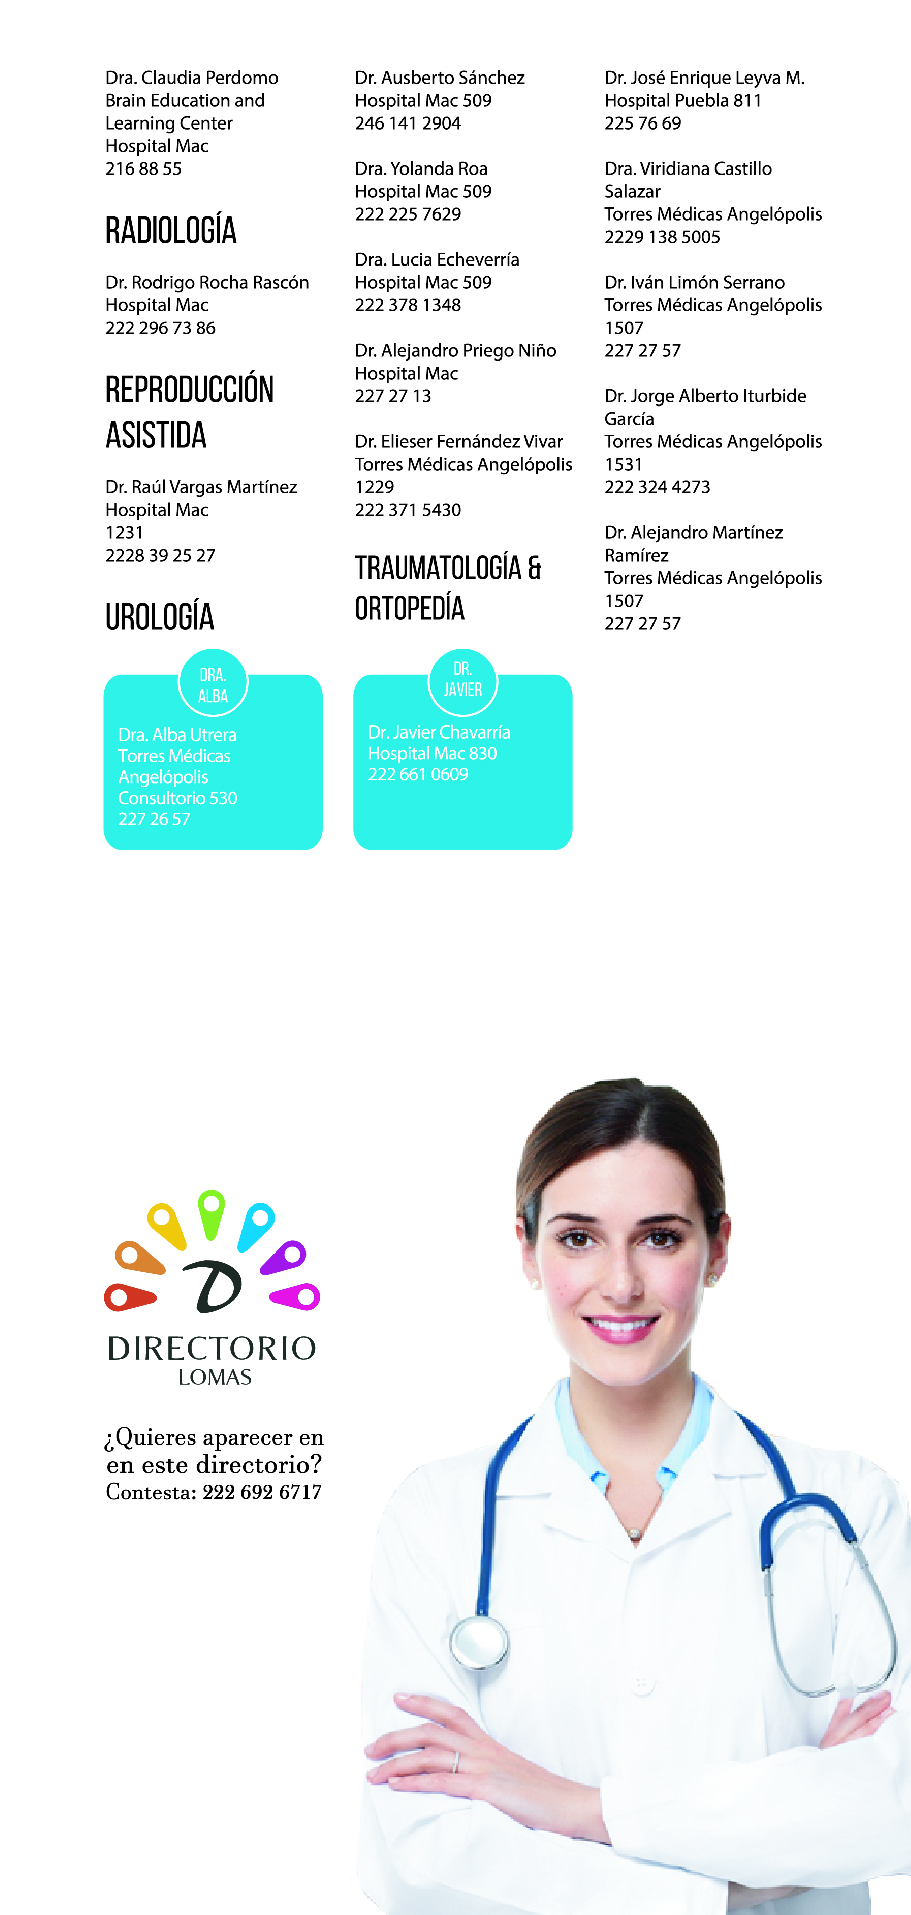 Dra. Claudia Perdomo
Brain Education and
Learning Center
Hospital Mac
216 88 55
RADIOLOGÍA
Dr. Rodrigo Rocha Rascón
Hospital Mac
222 296 73 86
REPRODUCCIÓN
ASISTIDA
Dr. Raúl Vargas Martínez
Hospital Mac
1231
2228 39 25 27
UROLOGÍA
DRA.
ALBA
Dra. Alba Utrera
Torres Médicas
Angelópolis
Consultorio 530
227 26 57
Dr. Ausberto Sánchez
Hospital Mac 509
246 141 2904
Dra. Yolanda Roa
Hospital Mac 509
222 225 7629
Dra. Lucia Echeverría
Hospital Mac 509
222 378 1348
Dr. Alejandro Priego Niño
Hospital Mac
227 27 13
Dr. Elieser Fernández Vivar
Torres Médicas Angelópolis
1229
222 371 5430
TRAUMATOLOGÍA &
ORTOPEDÍA
DR.
JAVIER
Dr. Javier Chavarría
Hospital Mac 830
222 661 0609
Dr. José Enrique Leyva M.
Hospital Puebla 811
225 76 69
Dra. Viridiana Castillo
Salazar
Torres Médicas Angelópolis
2229 138 5005
Dr. Iván Limón Serrano
Torres Médicas Angelópolis
1507
227 27 57
Dr. Jorge Alberto Iturbide
García
Torres Médicas Angelópolis
1531
222 324 4273
Dr. Alejandro Martínez
Ramírez
Torres Médicas Angelópolis
1507
227 27 57
D
DIRECTORIO
LOMAS
¿Quieres aparecer en
en este directorio?
Contesta: 222 692 6717